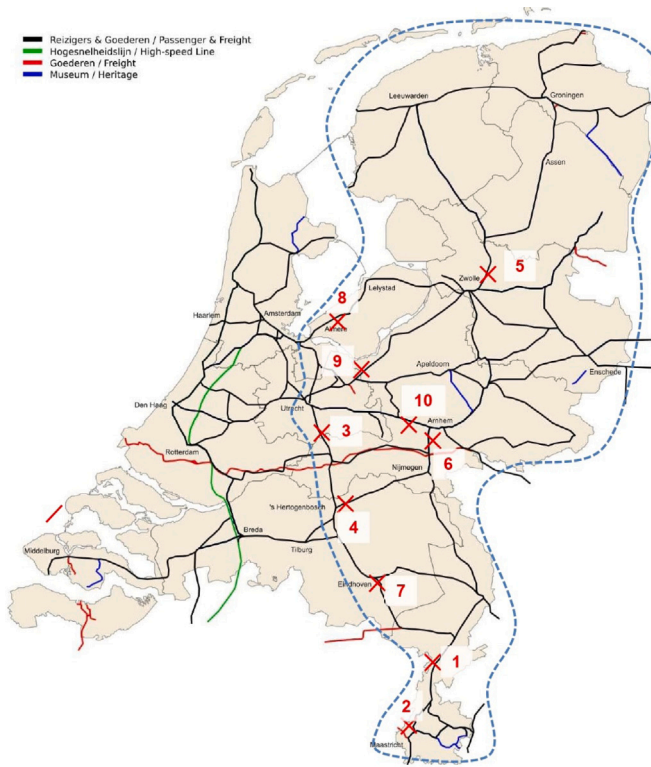 Reizigers & Goederen / Passenger & Freight
Hogesnelheidslijn / High-speed Line
Goederen / Freight
Museum / Heritage
Leeuwarden
Groningen
Assen
5
Zwolle
8
Lelystad
Almere
Haarlem
Amsterdam
9
Apeldoorn
Enschede
10
Den Haag
Utrecht
Arnhem
3
Rotterdam
6
Nijmegen
's Hertogenbosch
4
Breda
Tilburg
Middelburg
Eindhoven
7
1
2
Maastricht